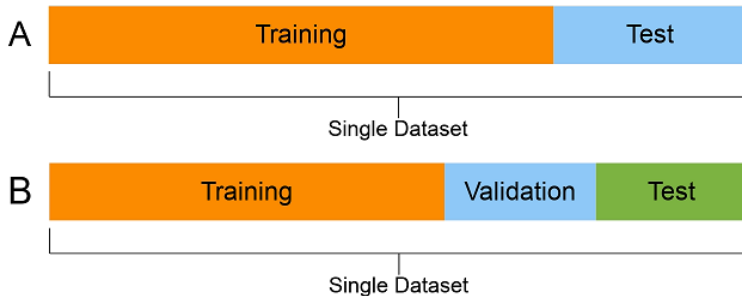 A Training Test
Single Dataset
B Training Validation Test
Single Dataset